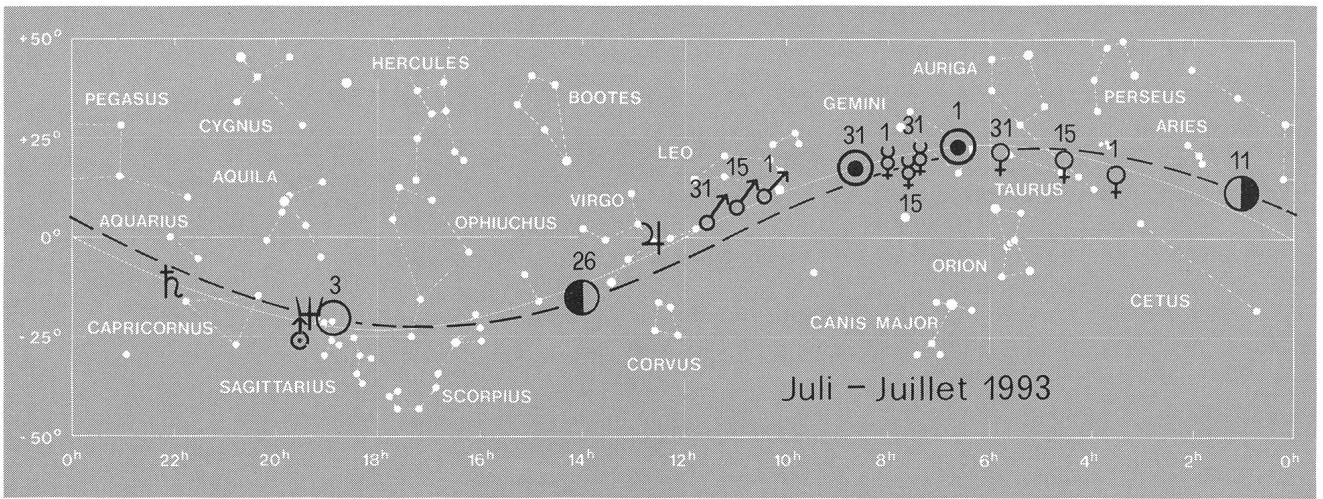 +50°
HERCULES
AURIGA
1
PEGASUS
BOOTES
GEMINI
PERSEUS
CYGNUS
31 1 31
31
15
ARIES
+25°
LEO
1
11
15
31
AQUILA
VIRGO
TAURUS
AQUARIUS
OPHIUCHUS
15
0°
26
ORION
3
CAPRICORNUS
CANIS MAJOR
CETUS
-25°
CORVUS
SAGITTARIUS
SCORPIUS
Juli – Juillet 1993
-50°
0h 22h 20h 18h 16h 14h 12h 10h 8h 6h 4h 2h 0h